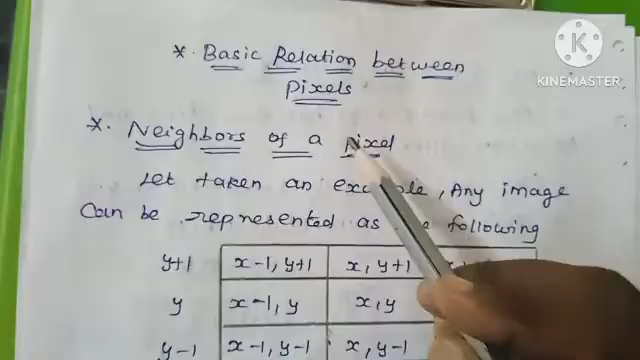 KINEMASTER
* Basic Relation between
Pixels
* Neighbors of a Pixel
Let taken an example, Any image
Can be represented as following
y+1 x-1, y+1 x, y+1
y x-1, y x, y
y-1 x-1, y-1 x, y-1